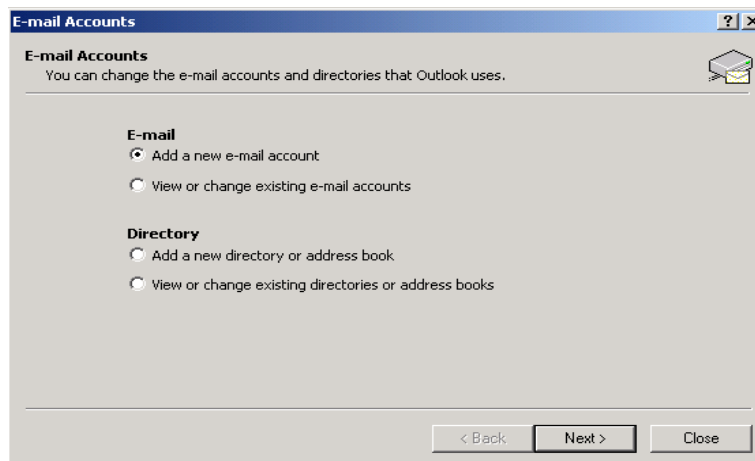 E-mail Accounts
E-mail Accounts
You can change the e-mail accounts and directories that Outlook uses.
E-mail
Add a new e-mail account
View or change existing e-mail accounts
Directory
Add a new directory or address book
View or change existing directories or address books
< Back Next > Close